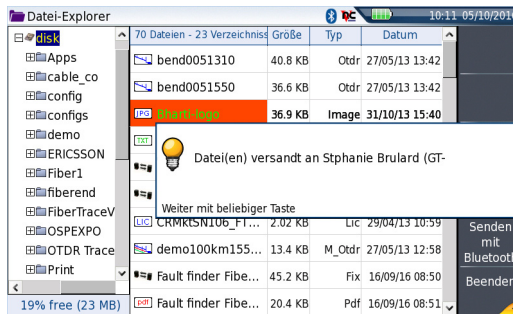 Datei-Explorer
10:11 05/10/201
disk
Apps
cable_co
config
configs
demo
ERICSSON
Fiber1
fiberend
FiberTraceV
OSPEXPO
OTDR Trace
Print
19% free (23 MB)
70 Dateien - 23 Verzeichniss Größe Typ Datum
bend0051310 40.8 KB Otdr 27/05/13 13:42
bend0051550 36.6 KB Otdr 27/05/13 13:42
JPG Bharti-logo 36.9 KB Image 31/10/13 15:40
TXT
Datei(en) versandt an Stphanie Brulard (GT-
Weiter mit beliebiger Taste
LIC CRMktSN106_FT... 2.02 KB Lic 29/04/13 10:59
demo100km155... 13.4 KB M_Otdr 27/05/13 12:58
Fault finder Fibe... 45.2 KB Fix 16/09/16 08:50
pdf Fault finder Fibe... 20.4 KB Pdf 16/09/16 08:51
Senden
mit
Bluetooth
Beenden